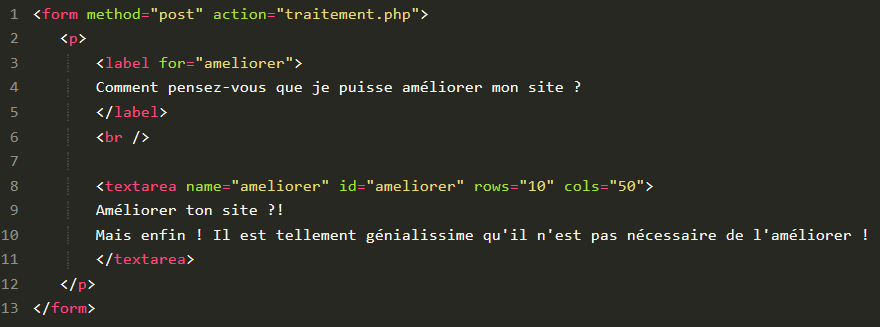 1 <form method="post" action="traitement.php">
2 <p>
3 <label for="ameliorer">
4 Comment pensez-vous que je puisse améliorer mon site ?
5 </label>
6 <br />
7
8 <textarea name="ameliorer" id="ameliorer" rows="10" cols="50">
9 Améliorer ton site ?!
10 Mais enfin ! Il est tellement génialissime qu'il n'est pas nécessaire de l'améliorer !
11 </textarea>
12 </p>
13 </form>